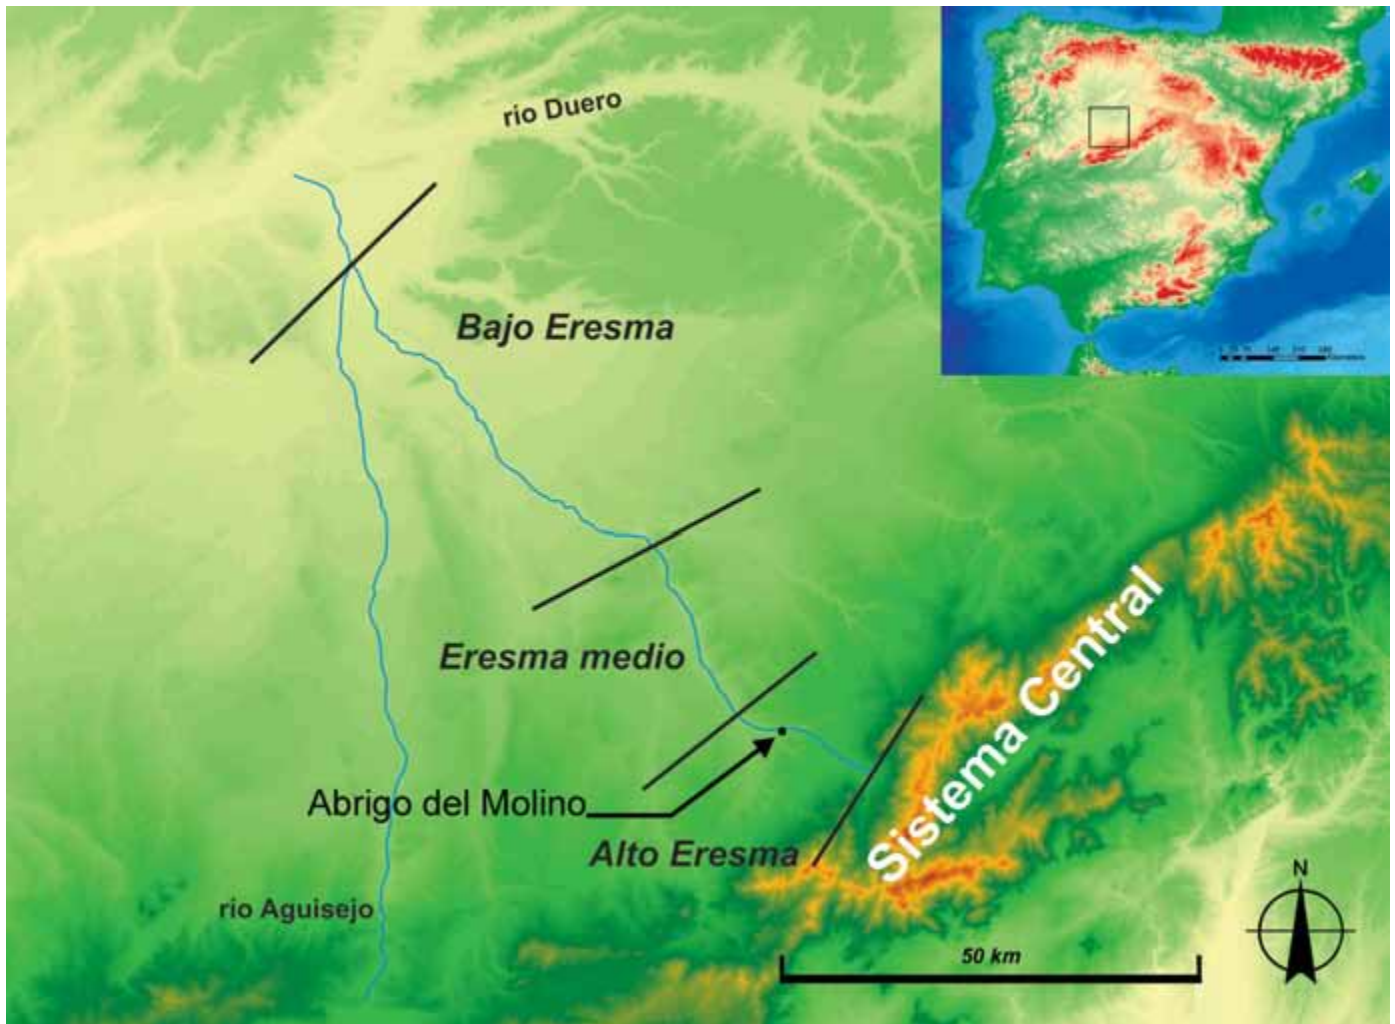 río Duero
Bajo Eresma
Eresma medio
Sistema Central
Abrigo del Molino
Alto Eresma
río Aguisejo
50 km
N